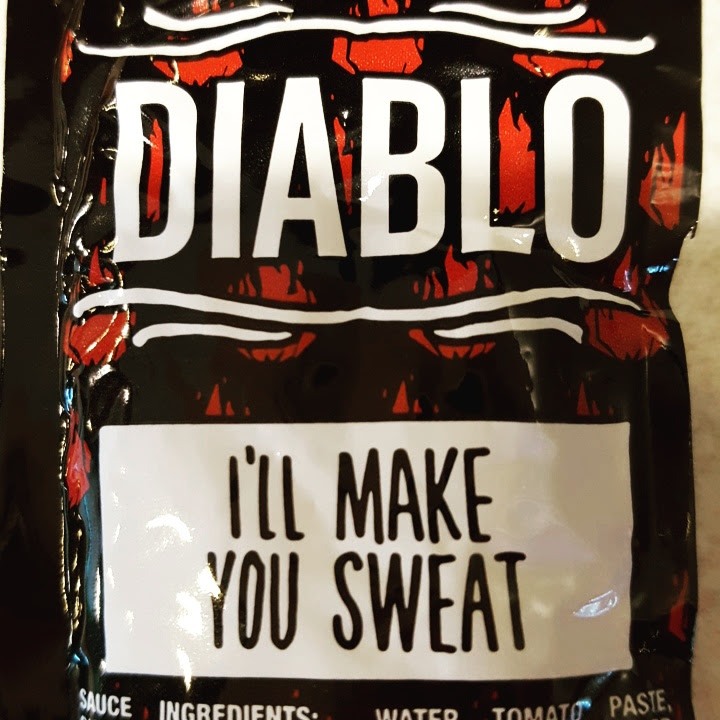 DIABLO
I'LL MAKE
YOU SWEAT
SAUCE INGREDIENTS: WATER, TOMATO PASTE,